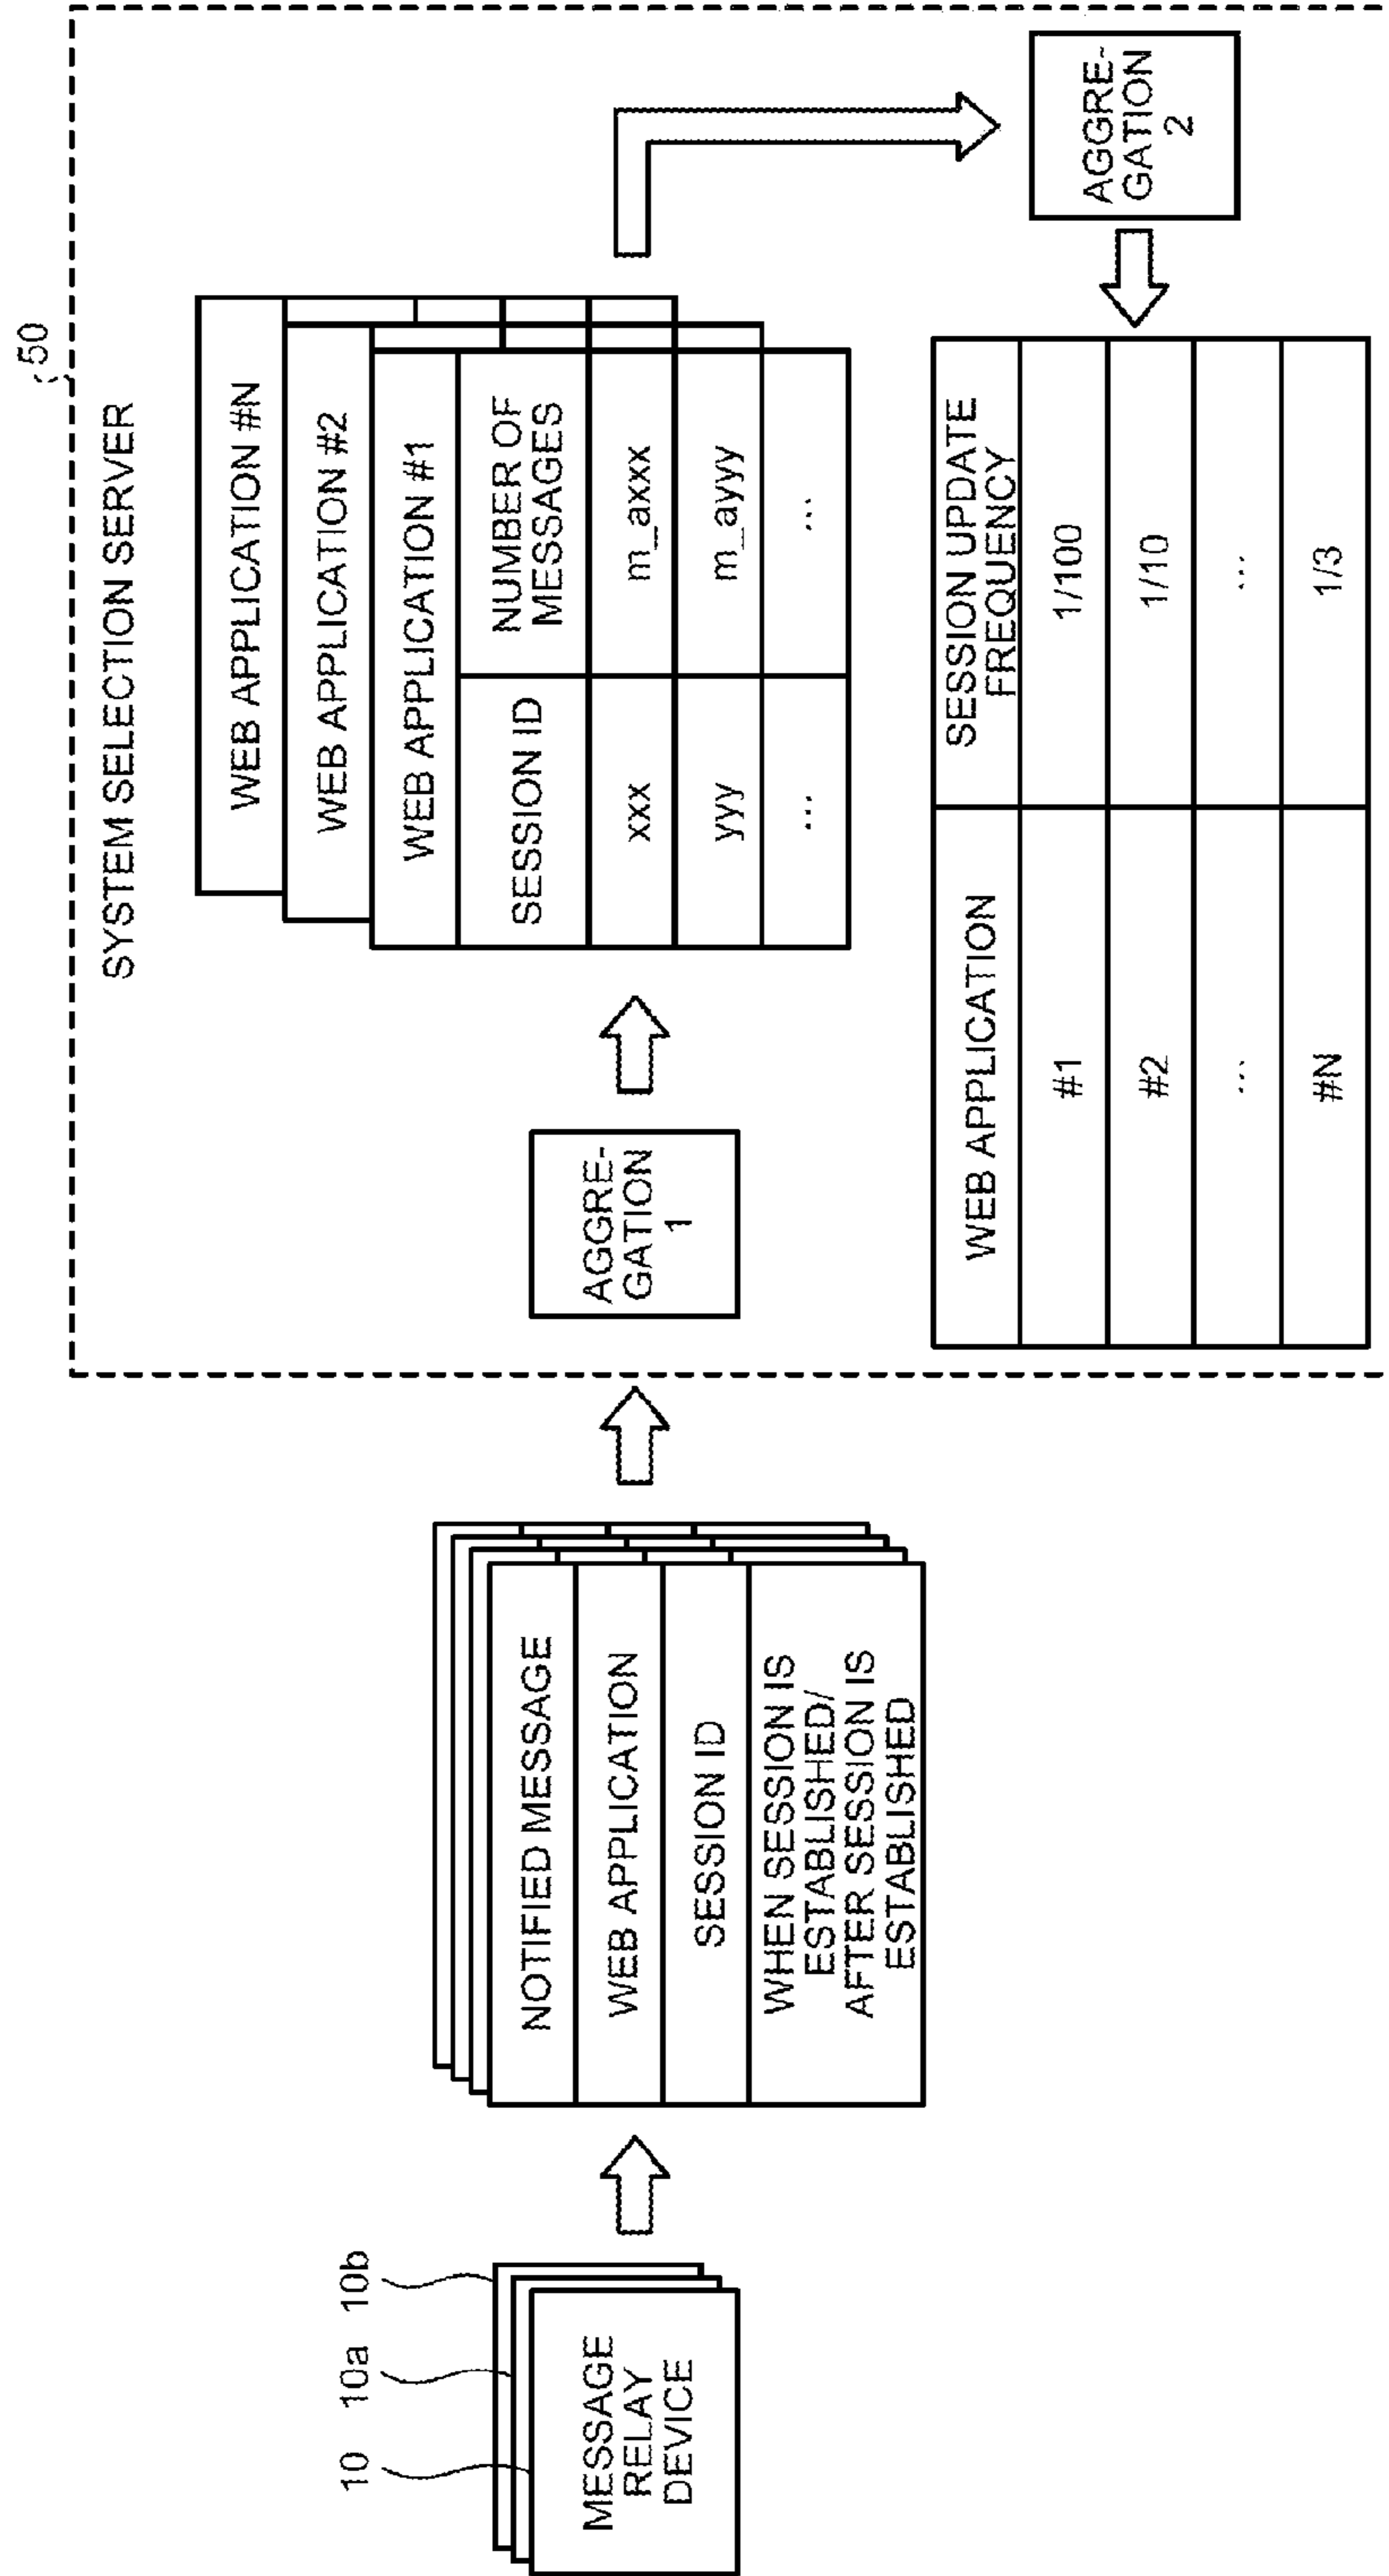 50
SYSTEM SELECTION SERVER
10
10a
10b
MESSAGE
RELAY
DEVICE
NOTIFIED MESSAGE
WEB APPLICATION
SESSION ID
WHEN SESSION IS
ESTABLISHED/
AFTER SESSION IS
ESTABLISHED
AGGRE-
GATION
1
WEB APPLICATION #N
WEB APPLICATION #2
WEB APPLICATION #1
SESSION ID
NUMBER OF
MESSAGES
xxx
m_axxx
yyy
m_ayyy
...
...
AGGRE-
GATION
2
WEB APPLICATION
SESSION UPDATE
FREQUENCY
#1
1/100
#2
1/10
...
...
#N
1/3